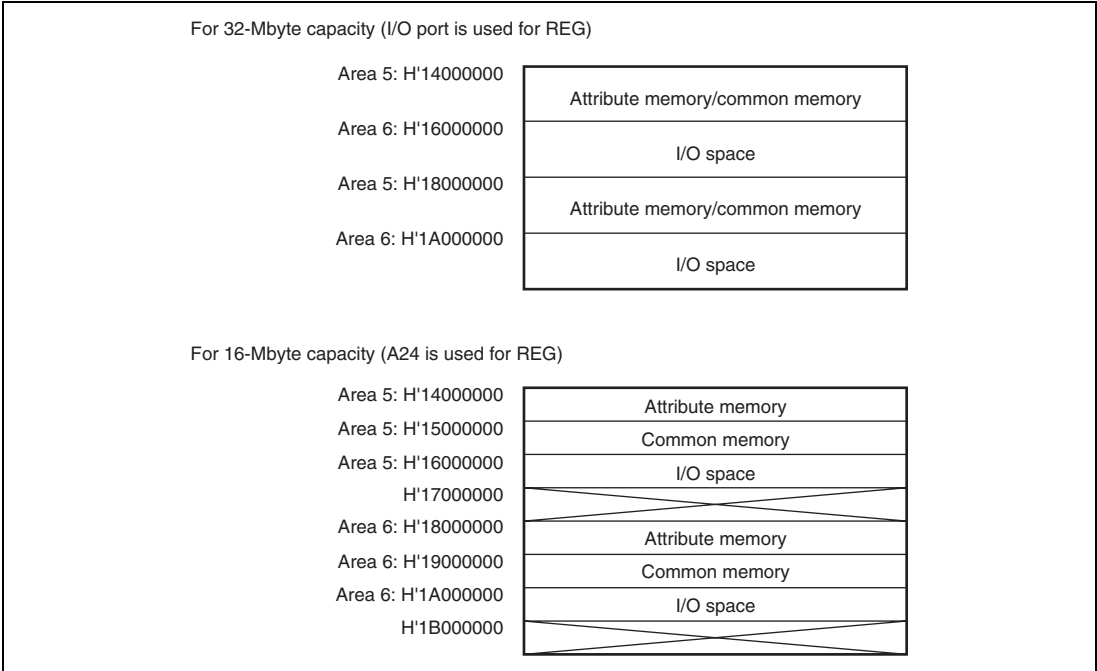 For 32-Mbyte capacity (I/O port is used for REG)
Area 5: H'14000000
Attribute memory/common memory
Area 6: H'16000000
I/O space
Area 5: H'18000000
Attribute memory/common memory
Area 6: H'1A000000
I/O space
For 16-Mbyte capacity (A24 is used for REG)
Area 5: H'14000000
Attribute memory
Area 5: H'15000000
Common memory
Area 5: H'16000000
I/O space
H'17000000
Area 6: H'18000000
Attribute memory
Area 6: H'19000000
Common memory
Area 6: H'1A000000
I/O space
H'1B000000